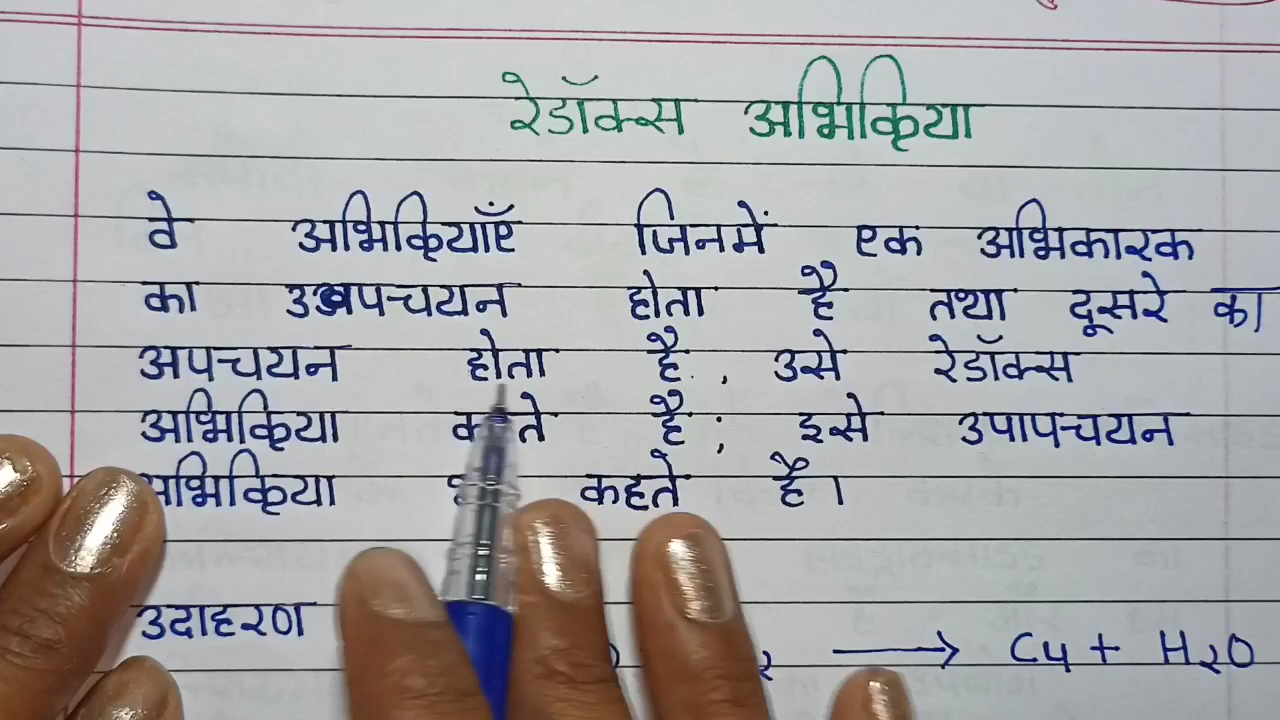 रेडॉक्स अभिक्रिया
वे अभिक्रियाएँ जिनमें एक अभिकारक
का उपचयन होता है तथा दूसरे का
अपचयन होता है, उसे रेडॉक्स
अभिक्रिया कहते है; इसे उपापचयन
अभिक्रिया कहते है।
उदाहरण → Cu + H2O